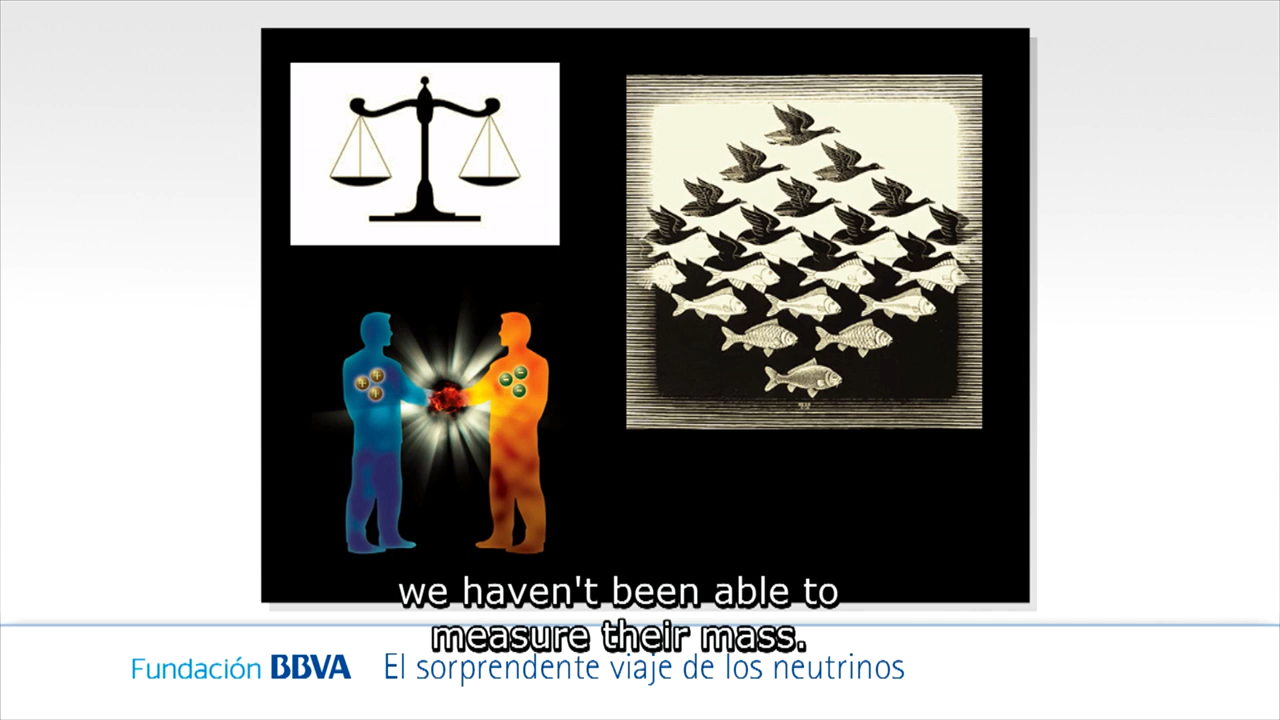 we haven't been able to
measure their mass.
Fundación BBVA El sorprendente viaje de los neutrinos